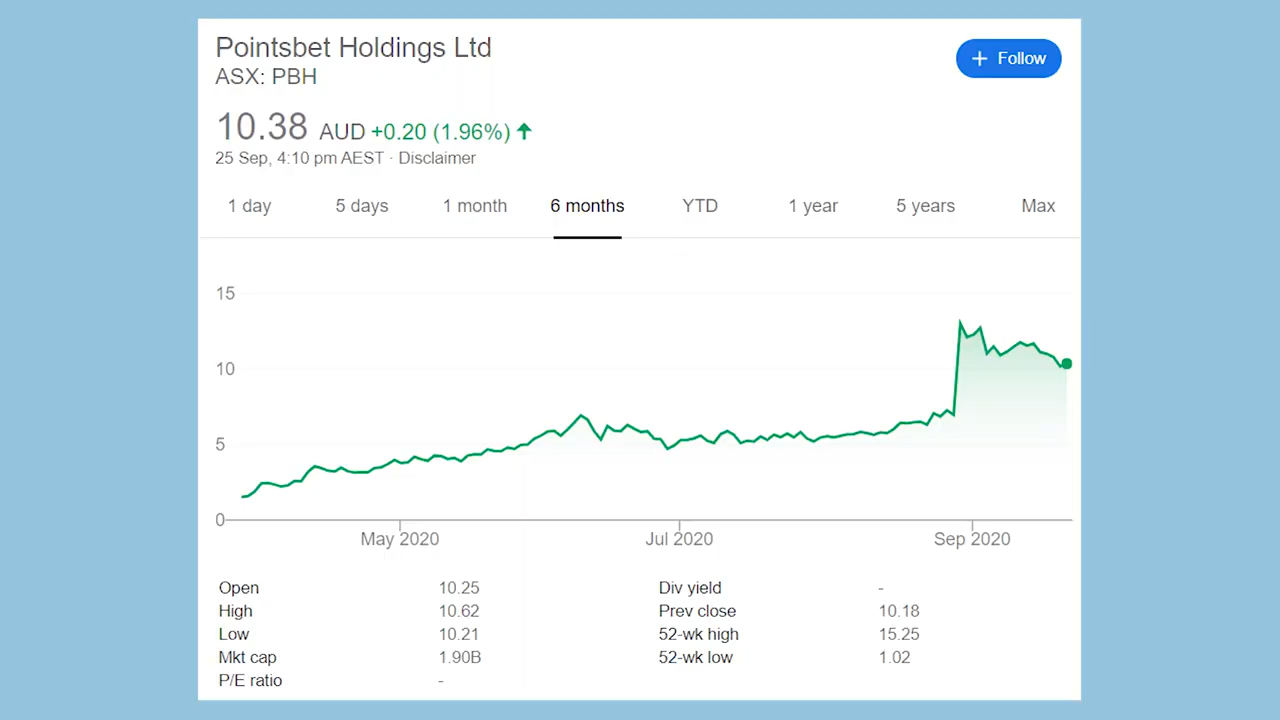 Pointsbet Holdings Ltd
ASX: PBH
+ Follow
10.38 AUD +0.20 (1.96%) ↑
25 Sep, 4:10 pm AEST · Disclaimer
1 day 5 days 1 month 6 months YTD 1 year 5 years Max
15
10
5
0
May 2020 Jul 2020 Sep 2020
Open 10.25 Div yield -
High 10.62 Prev close 10.18
Low 10.21 52-wk high 15.25
Mkt cap 1.90B 52-wk low 1.02
P/E ratio -